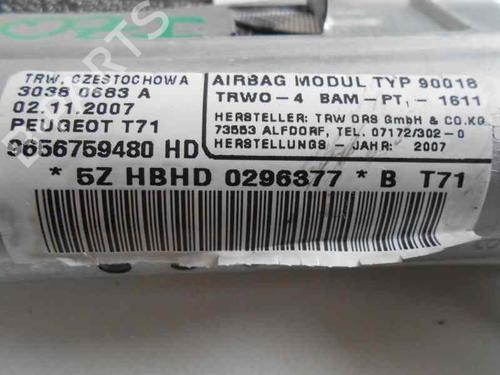 TRW, CZESTOCHOWA
3038 0683 A
02.11.2007
PEUGEOT T71
9656759480 HD
AIRBAG MODUL TYP 90018
TRWO-4 BAM-PT, - 1611
HERSTELLER: TRW ORS GmbH & CO.KG
73553 ALFDORF, TEL. 07172/302-0
HERSTELLUNGS - JAHR: 2007
* 5Z HBHD 0296377 * B T71